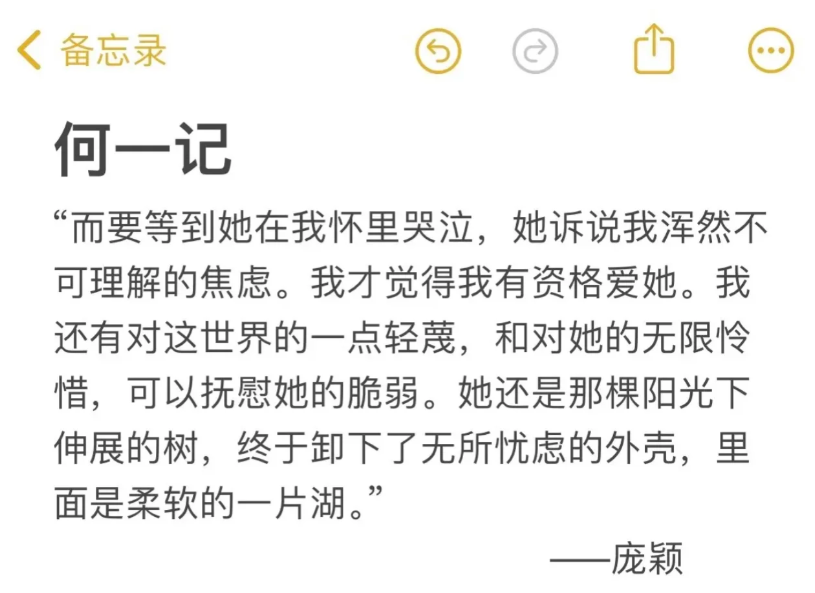 备忘录
何一记
“而要等到她在我怀里哭泣，她诉说我浑然不
可理解的焦虑。我才觉得我有资格爱她。我
还有对这世界的一点轻蔑，和对她的无限怜
惜，可以抚慰她的脆弱。她还是那棵阳光下
伸展的树，终于卸下了无所忧虑的外壳，里
面是柔软的一片湖。”
——庞颖